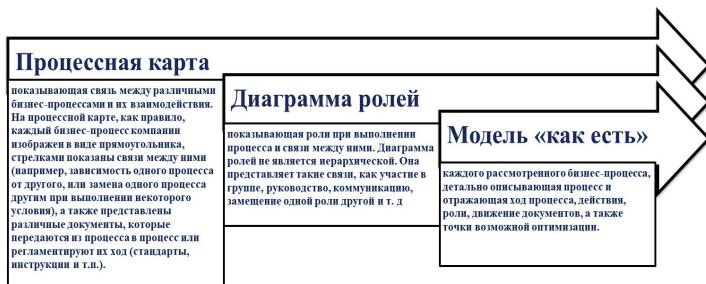 Процессная карта
показывающая связь между различными
бизнес-процессами и их взаимодействия.
На процессной карте, как правило,
каждый бизнес-процесс компании
изображен в виде прямоугольника,
стрелками показаны связи между ними
(например, зависимость одного процесса
от другого, или замена одного процесса
другим при выполнении некоторого
условия), а также представлены
различные документы, которые
передаются из процесса в процесс или
регламентируют их ход (стандарты,
инструкции и т.п.).
Диаграмма ролей
показывающая роли при выполнении
процесса и связи между ними. Диаграмма
ролей не является иерархической. Она
представляет такие связи, как участие в
группе, руководство, коммуникацию,
замещение одной роли другой и т. д
Модель «как есть»
каждого рассмотренного бизнес-процесса,
детально описывающая процесс и
отражающая ход процесса, действия,
роли, движение документов, а также
точки возможной оптимизации.